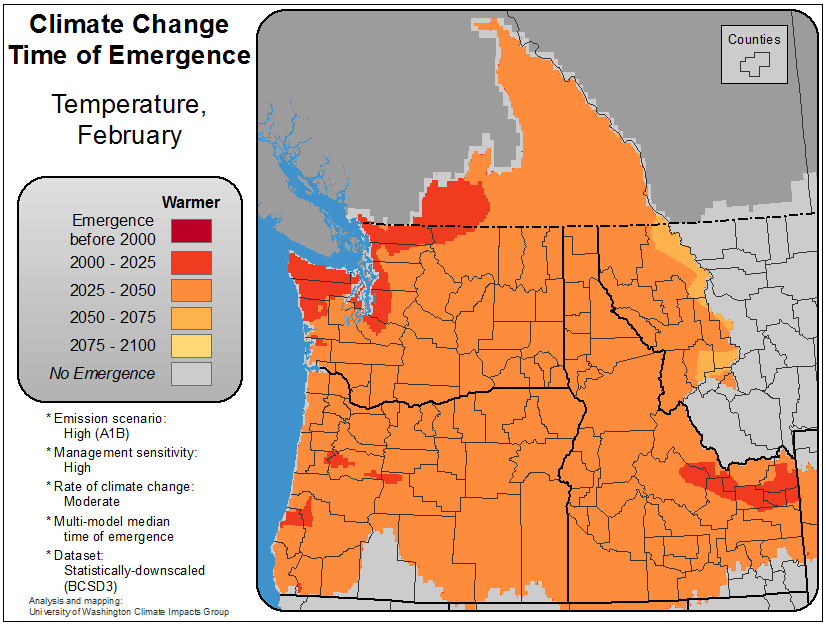 Climate Change
Time of Emergence
Temperature,
February
Warmer
Emergence
before 2000
2000 - 2025
2025 - 2050
2050 - 2075
2075 - 2100
No Emergence
* Emission scenario:
High (A1B)
* Management sensitivity:
High
* Rate of climate change:
Moderate
* Multi-model median
time of emergence
* Dataset:
Statistically-downscaled
(BCSD3)
Analysis and mapping:
University of Washington Climate Impacts Group
Counties